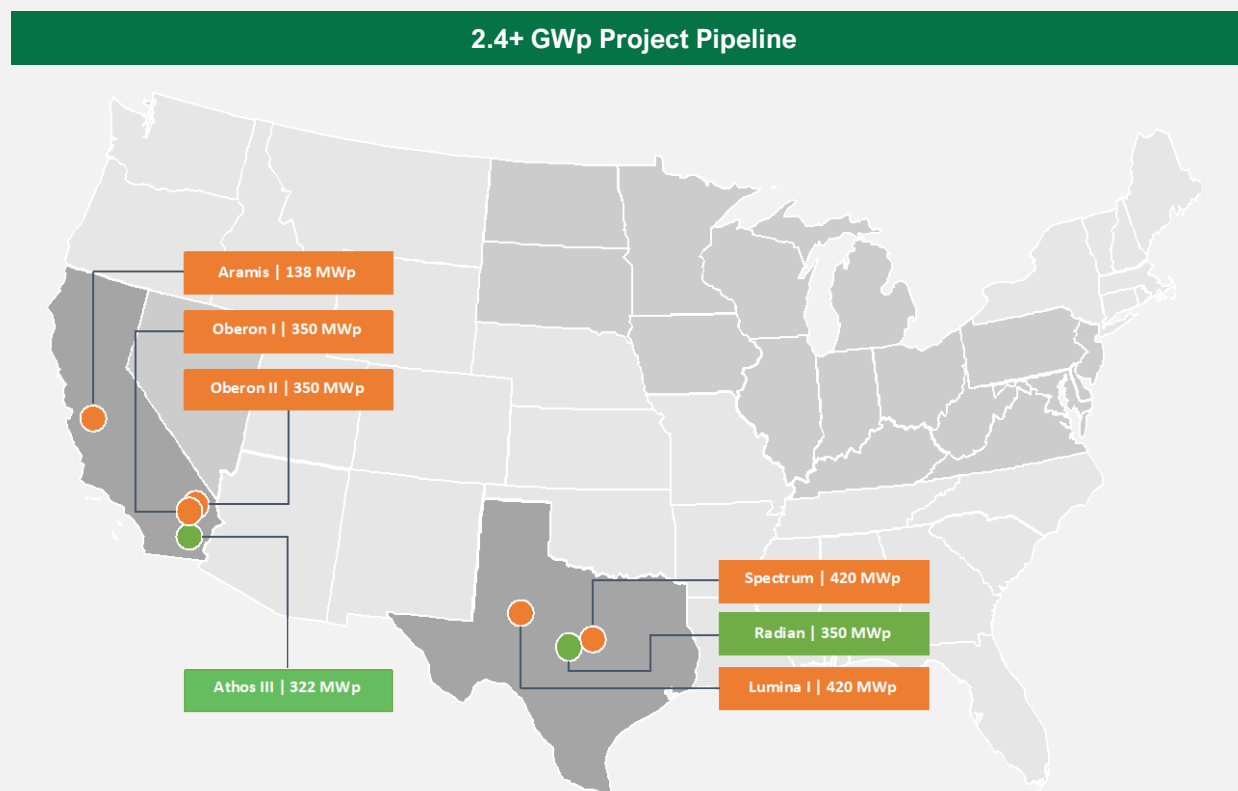 2.4+ GWp Project Pipeline
Aramis | 138 MWp
Oberon I | 350 MWp
Oberon II | 350 MWp
Athos III | 322 MWp
Spectrum | 420 MWp
Radian | 350 MWp
Lumina I | 420 MWp